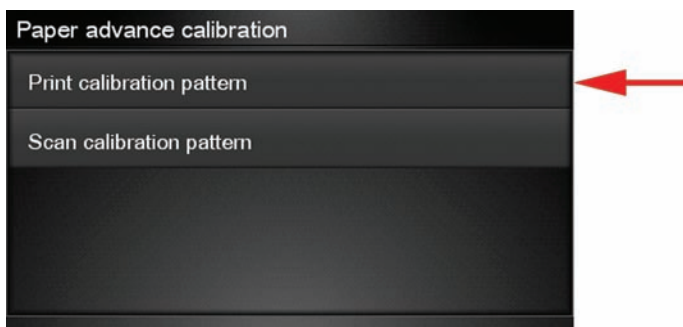 Paper advance calibration
Print calibration pattern
Scan calibration pattern